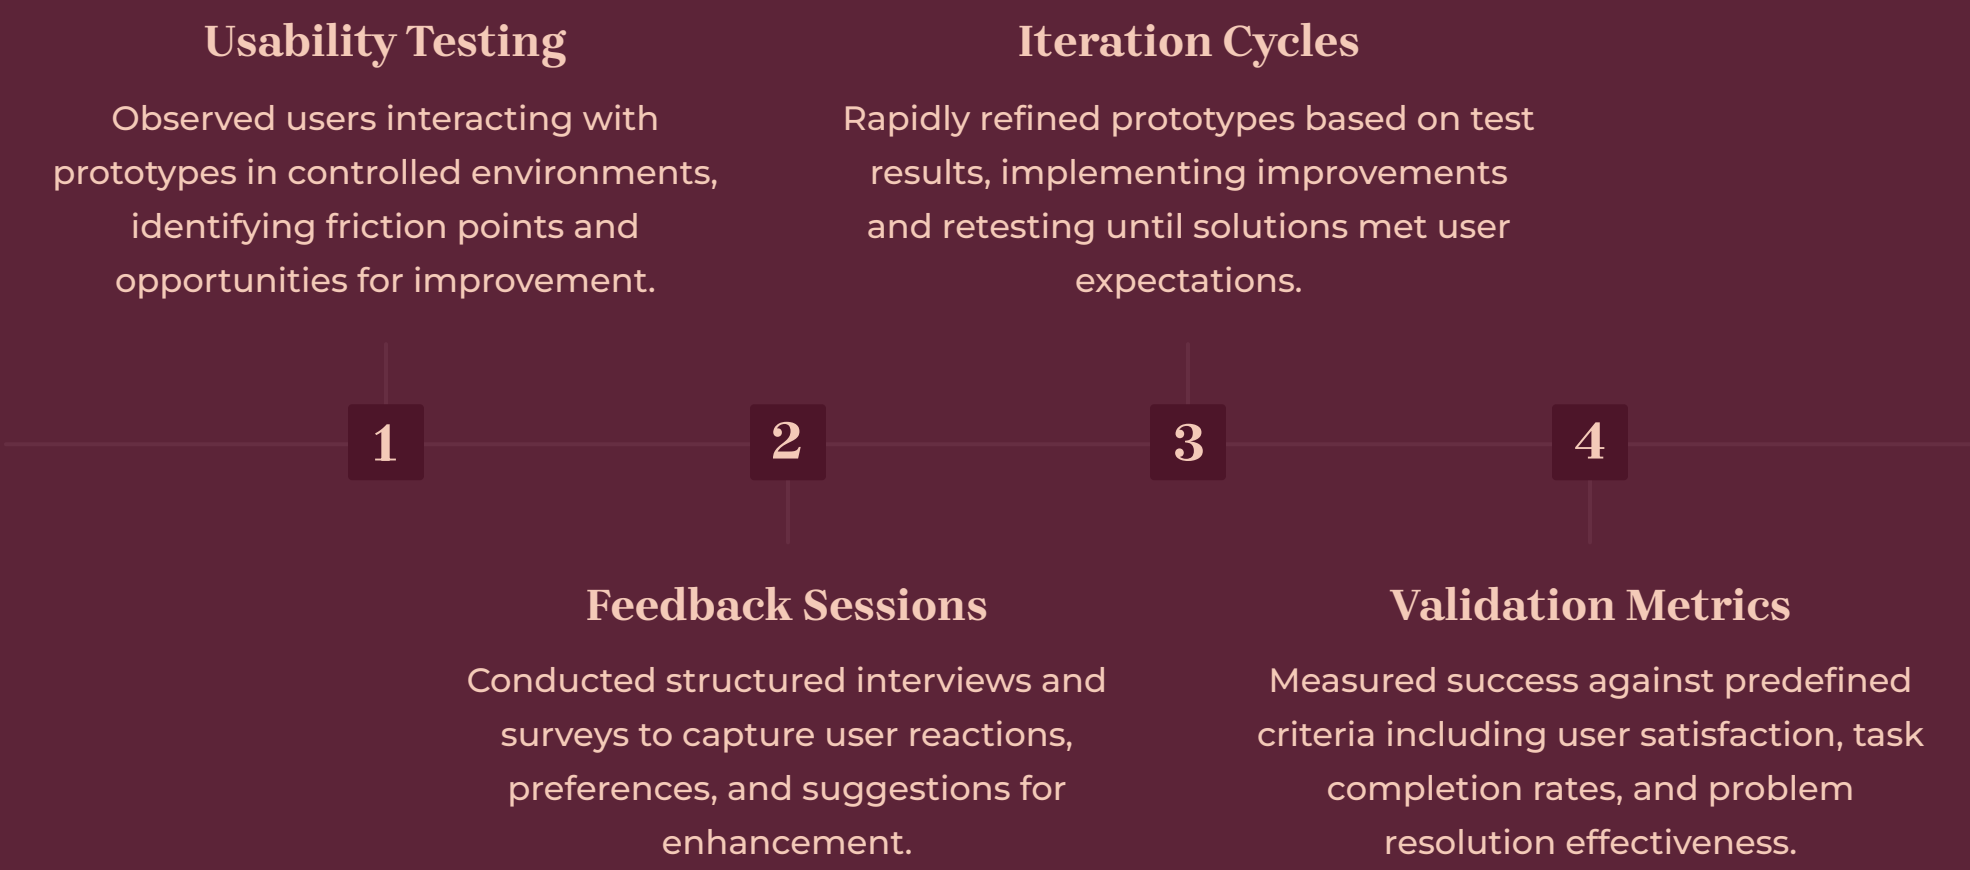 Usability Testing
Observed users interacting with
prototypes in controlled environments,
identifying friction points and
opportunities for improvement.
1
2
Feedback Sessions
Conducted structured interviews and
surveys to capture user reactions,
preferences, and suggestions for
enhancement.
Iteration Cycles
Rapidly refined prototypes based on test
results, implementing improvements
and retesting until solutions met user
expectations.
3
4
Validation Metrics
Measured success against predefined
criteria including user satisfaction, task
completion rates, and problem
resolution effectiveness.